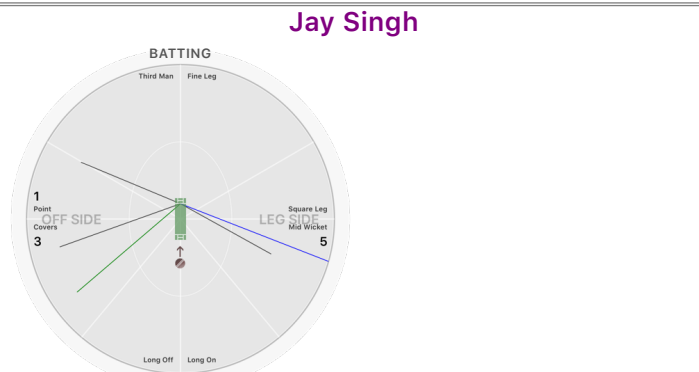 Jay Singh
BATTING
Third Man Fine Leg
1
Point
OFF SIDE
Covers
3
Square Leg
LEG SIDE
Mid Wicket
5
Long Off Long On